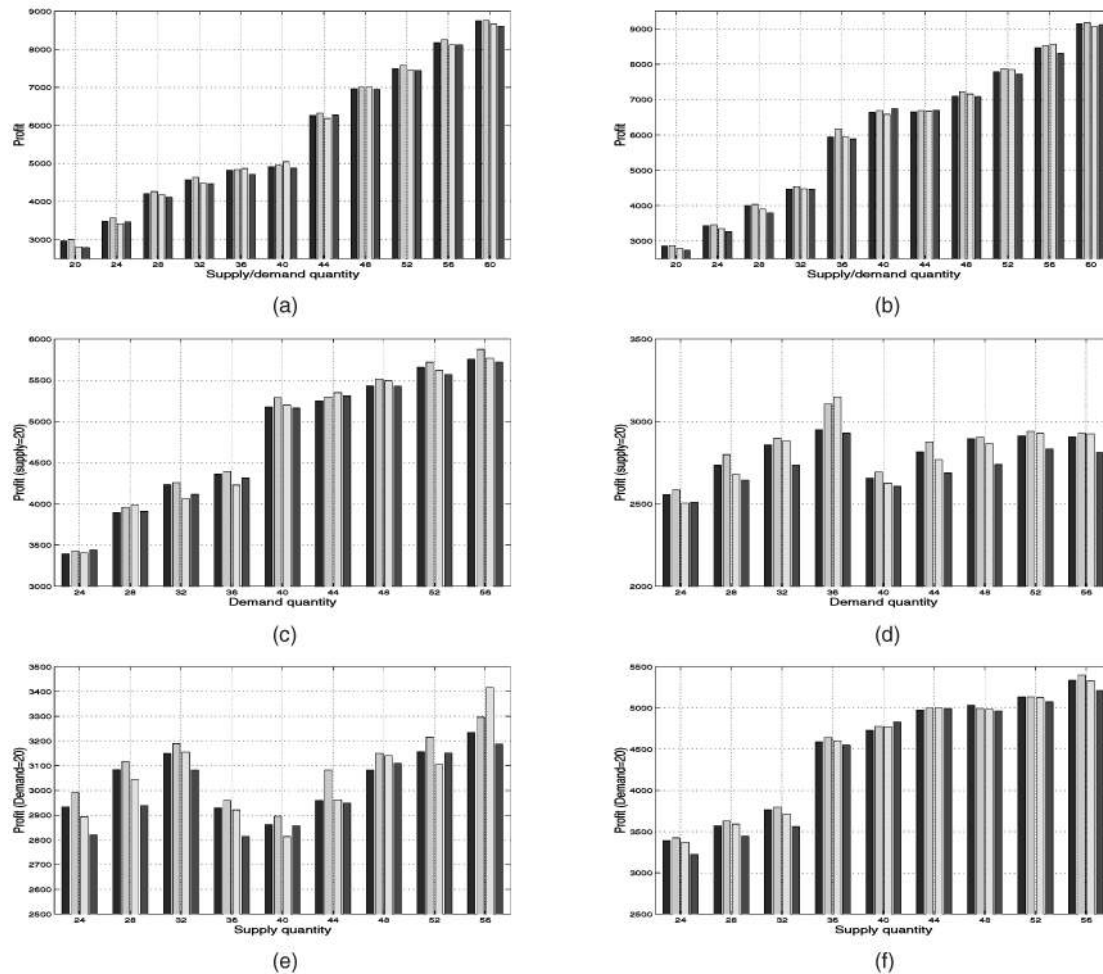 9000
8000
7000
6000
5000
4000
3000
Profit
20 24 28 32 36 40 44 48 52 56 60
Supply/demand quantity
(a)
9000
8000
7000
6000
5000
4000
3000
Profit
20 24 28 32 36 40 44 48 52 56 60
Supply/demand quantity
(b)
6000
5500
5000
4500
4000
3500
3000
Profit (supply=20)
24 28 32 36 40 44 48 52 56
Demand quantity
(c)
3500
3000
2500
2000
Profit (supply=20)
24 28 32 36 40 44 48 52 56
Demand quantity
(d)
3500
3400
3300
3200
3100
3000
2900
2800
2700
2600
2500
Profit (Demand=20)
24 28 32 36 40 44 48 52 56
Supply quantity
(e)
5500
5000
4500
4000
3500
3000
2500
Profit (Demand=20)
24 28 32 36 40 44 48 52 56
Supply quantity
(f)